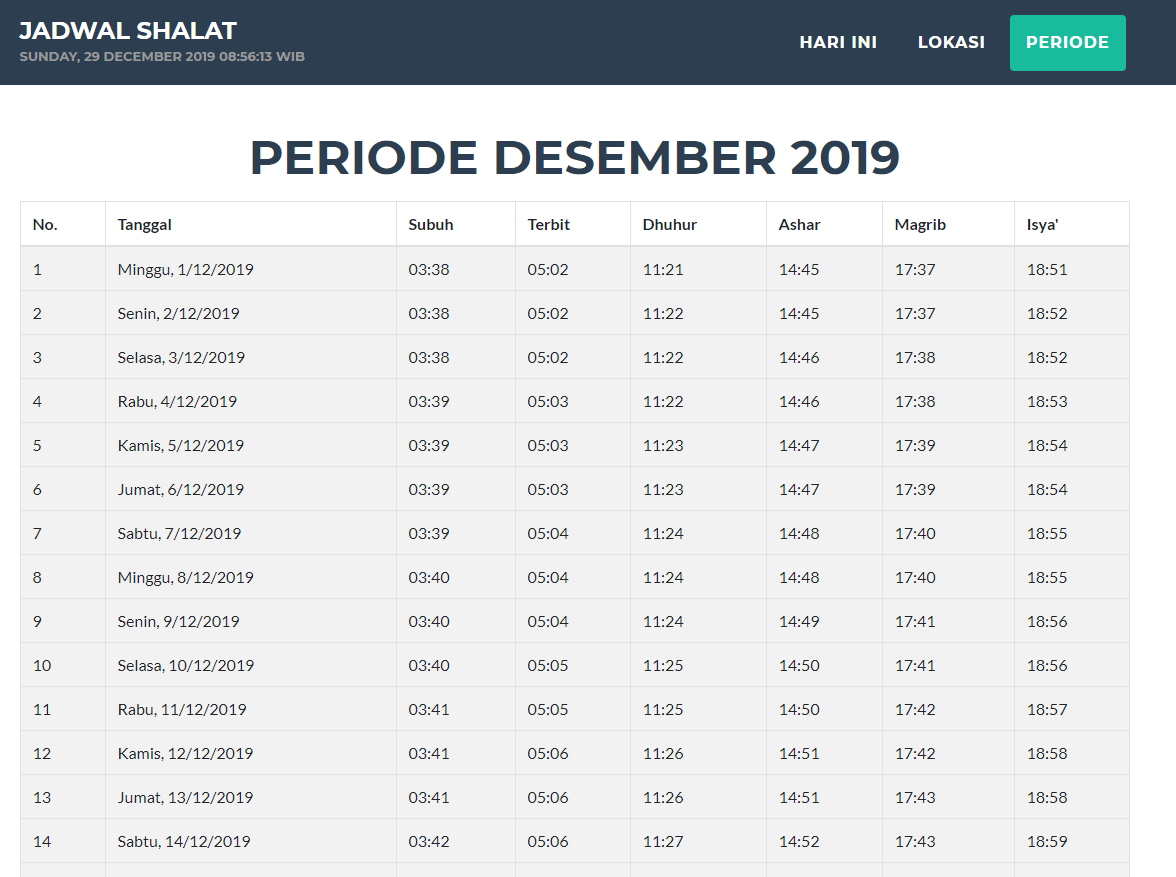 JADWAL SHALAT
SUNDAY, 29 DECEMBER 2019 08:56:13 WIB
HARI INI LOKASI PERIODE
PERIODE DESEMBER 2019
No. Tanggal Subuh Terbit Dhuhur Ashar Magrib Isya'
1 Minggu, 1/12/2019 03:38 05:02 11:21 14:45 17:37 18:51
2 Senin, 2/12/2019 03:38 05:02 11:22 14:45 17:37 18:52
3 Selasa, 3/12/2019 03:38 05:02 11:22 14:46 17:38 18:52
4 Rabu, 4/12/2019 03:39 05:03 11:22 14:46 17:38 18:53
5 Kamis, 5/12/2019 03:39 05:03 11:23 14:47 17:39 18:54
6 Jumat, 6/12/2019 03:39 05:03 11:23 14:47 17:39 18:54
7 Sabtu, 7/12/2019 03:39 05:04 11:24 14:48 17:40 18:55
8 Minggu, 8/12/2019 03:40 05:04 11:24 14:48 17:40 18:55
9 Senin, 9/12/2019 03:40 05:04 11:24 14:49 17:41 18:56
10 Selasa, 10/12/2019 03:40 05:05 11:25 14:50 17:41 18:56
11 Rabu, 11/12/2019 03:41 05:05 11:25 14:50 17:42 18:57
12 Kamis, 12/12/2019 03:41 05:06 11:26 14:51 17:42 18:58
13 Jumat, 13/12/2019 03:41 05:06 11:26 14:51 17:43 18:58
14 Sabtu, 14/12/2019 03:42 05:06 11:27 14:52 17:43 18:59